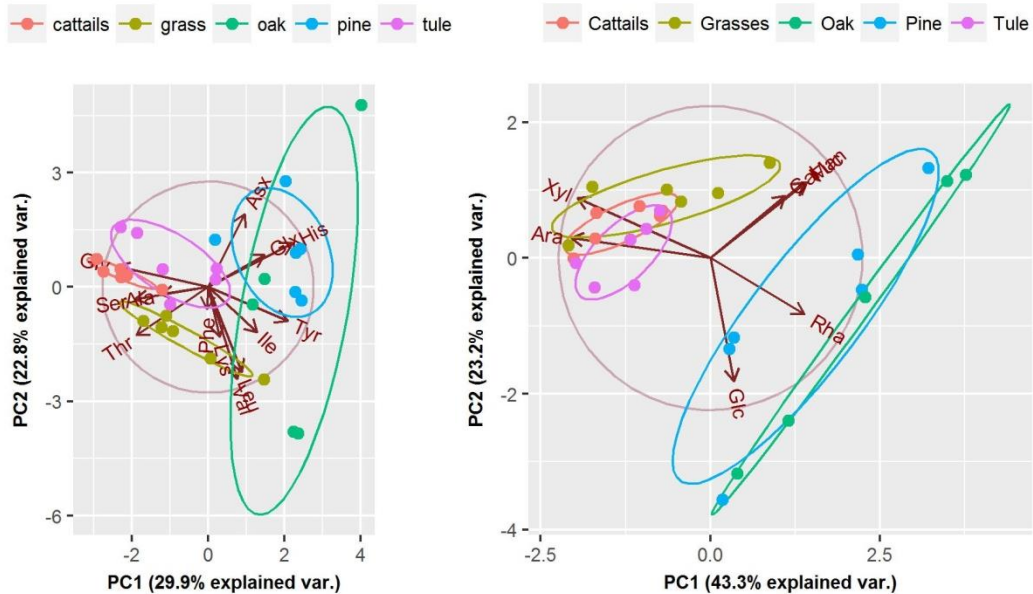 cattails grass oak pine tule
PC2 (22.8% explained var.)
3
0
-3
-6
Asx
His
Thr
Phe
Ile
Tyr
-2 0 2 4
PC1 (29.9% explained var.)
Cattails Grasses Oak Pine Tule
PC2 (23.2% explained var.)
2
0
-2
-4
Xyl
Ara
Rha
Glc
-2.5 0.0 2.5
PC1 (43.3% explained var.)